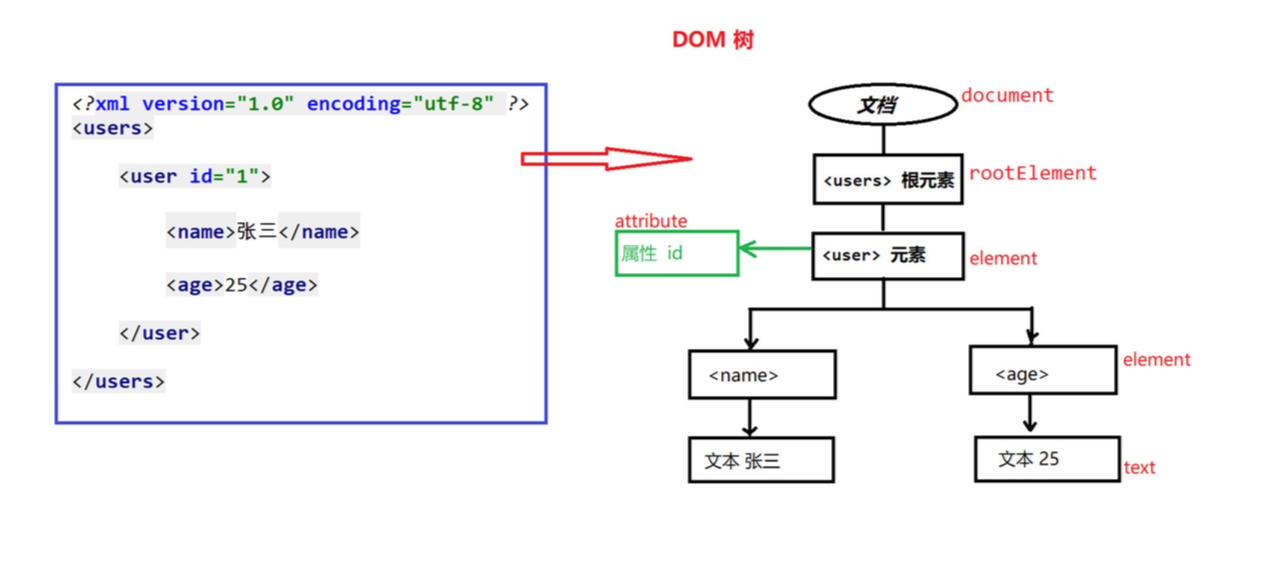 DOM 树
<?xml version="1.0" encoding="utf-8" ?>
<users>
<user id="1">
<name>张三</name>
<age>25</age>
</user>
</users>
文档 document
<users> 根元素 rootElement
attribute
属性 id
<user> 元素 element
<name>
<age> element
文本 张三
文本 25 text